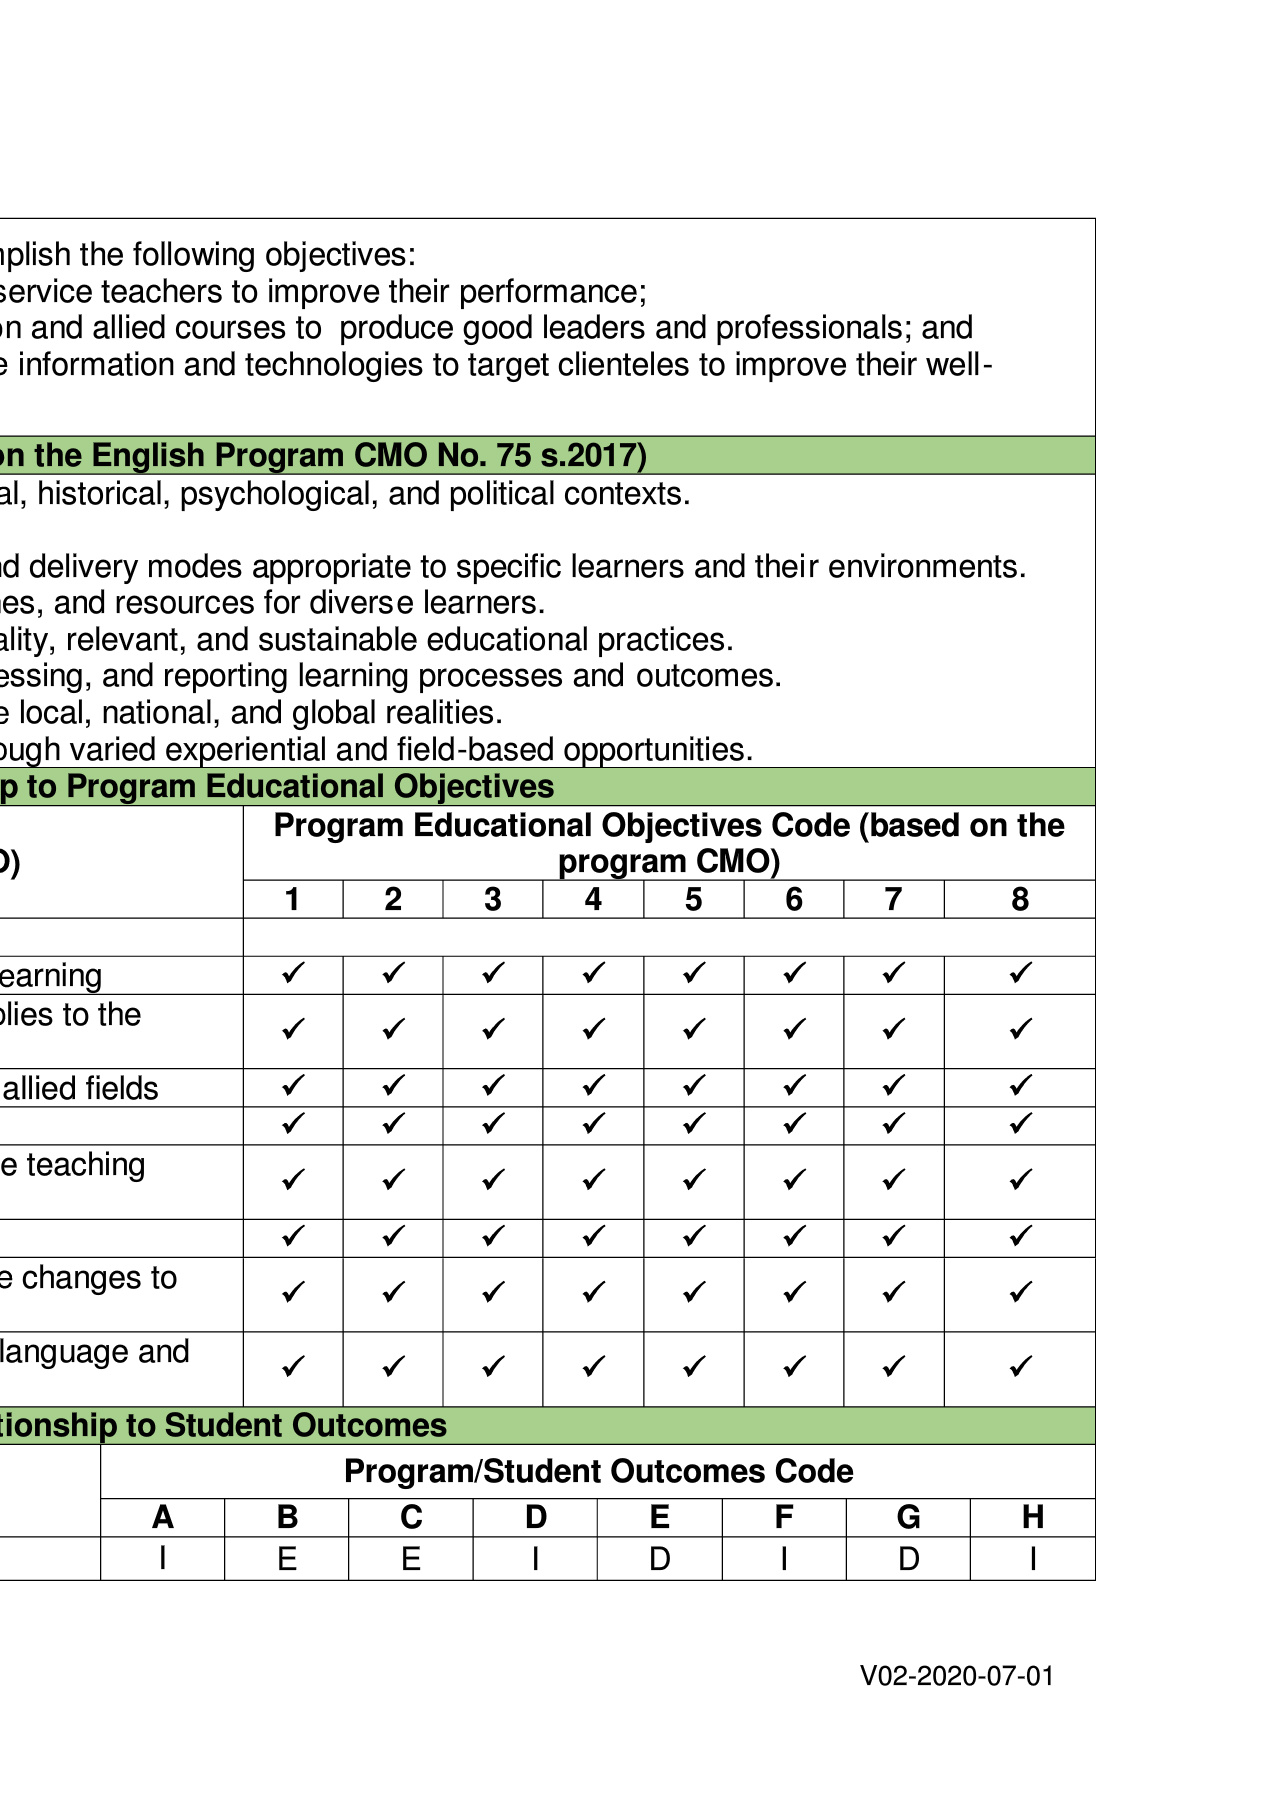 mplish the following objectives:
service teachers to improve their performance;
on and allied courses to  produce good leaders and professionals; and
e information and technologies to target clienteles to improve their well-
on the English Program CMO No. 75 s.2017)
al, historical, psychological, and political contexts.
nd delivery modes appropriate to specific learners and their environments.
nes, and resources for diverse learners.
ality, relevant, and sustainable educational practices.
essing, and reporting learning processes and outcomes.
e local, national, and global realities.
ough varied experiential and field-based opportunities.
p to Program Educational Objectives
Program Educational Objectives Code (based on the
O) program CMO)
1 2 3 4 5 6 7 8
earning ✓ ✓ ✓ ✓ ✓ ✓ ✓ ✓
plies to the
✓ ✓ ✓ ✓ ✓ ✓ ✓ ✓
allied fields ✓ ✓ ✓ ✓ ✓ ✓ ✓ ✓
✓ ✓ ✓ ✓ ✓ ✓ ✓ ✓
e teaching
✓ ✓ ✓ ✓ ✓ ✓ ✓ ✓
✓ ✓ ✓ ✓ ✓ ✓ ✓ ✓
e changes to
✓ ✓ ✓ ✓ ✓ ✓ ✓ ✓
language and
✓ ✓ ✓ ✓ ✓ ✓ ✓ ✓
tionship to Student Outcomes
Program/Student Outcomes Code
A B C D E F G H
I E E I D I D I
V02-2020-07-01